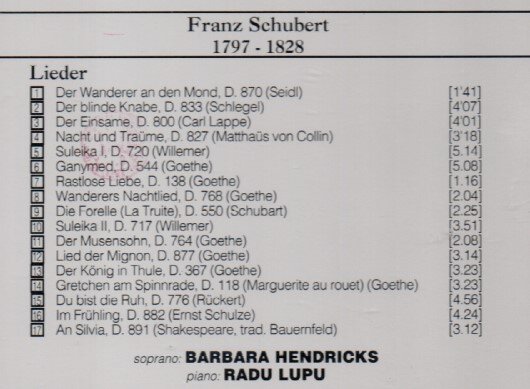 Franz Schubert
1797 - 1828
Lieder
1 Der Wanderer an den Mond, D. 870 (Seidl) [1'41]
2 Der blinde Knabe, D. 833 (Schlegel) [4'07]
3 Der Einsame, D. 800 (Carl Lappe) [4'01]
4 Nacht und Traüme, D. 827 (Matthaüs von Collin) [3'18]
5 Suleika I, D. 720 (Willemer) [5.14]
6 Ganymed, D. 544 (Goethe) [5.08]
7 Rastlose Liebe, D. 138 (Goethe) [1.16]
8 Wanderers Nachtlied, D. 768 (Goethe) [2.04]
9 Die Forelle (La Truite), D. 550 (Schubart) [2.25]
10 Suleika II, D. 717 (Willemer) [3.51]
11 Der Musensohn, D. 764 (Goethe) [2.08]
12 Lied der Mignon, D. 877 (Goethe) [3.14]
13 Der König in Thule, D. 367 (Goethe) [3.23]
14 Gretchen am Spinnrade, D. 118 (Marguerite au rouet) (Goethe) [3.23]
15 Du bist die Ruh, D. 776 (Rückert) [4.56]
16 Im Frühling, D. 882 (Ernst Schulze) [4.24]
17 An Silvia, D. 891 (Shakespeare, trad. Bauernfeld) [3.12]
soprano: BARBARA HENDRICKS
piano: RADU LUPU